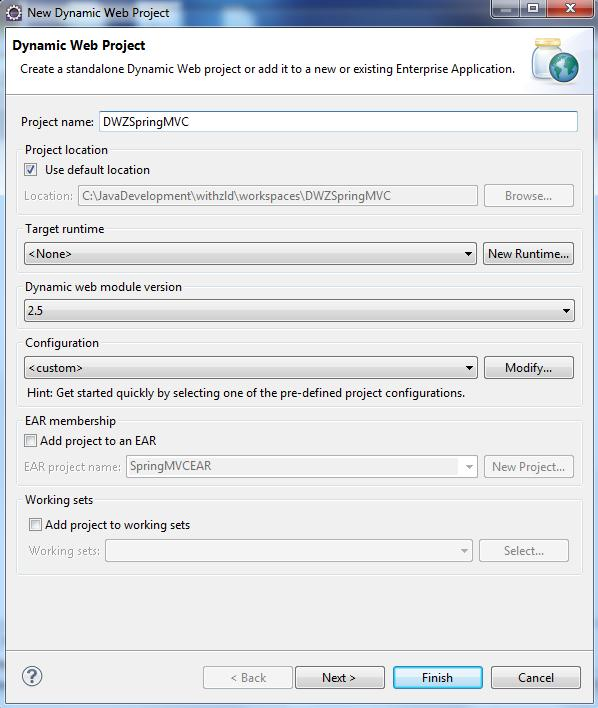 New Dynamic Web Project
Dynamic Web Project
Create a standalone Dynamic Web project or add it to a new or existing Enterprise Application.
Project name: DWZSpringMVC
Project location
Use default location
Location: C:\JavaDevelopment\withzld\workspaces\DWZSpringMVC Browse...
Target runtime
<None> New Runtime...
Dynamic web module version
2.5
Configuration
<custom> Modify...
Hint: Get started quickly by selecting one of the pre-defined project configurations.
EAR membership
Add project to an EAR
EAR project name: SpringMVCEAR New Project...
Working sets
Add project to working sets
Working sets: Select...
? < Back Next > Finish Cancel